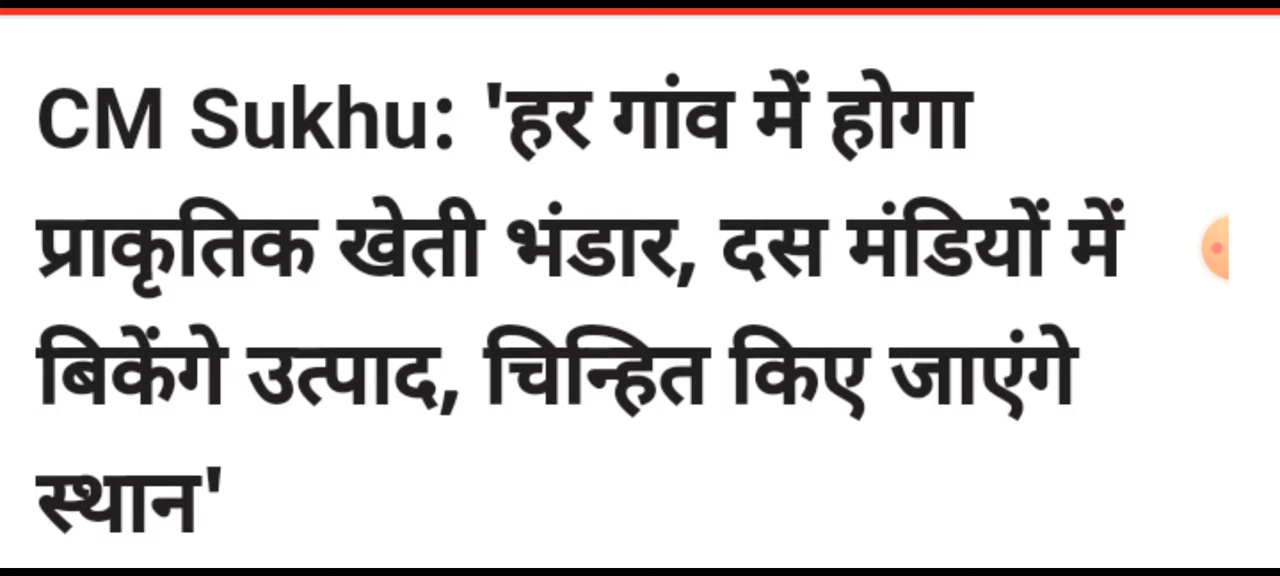 CM Sukhu: 'हर गांव में होगा
प्राकृतिक खेती भंडार, दस मंडियों में
बिकेंगे उत्पाद, चिन्हित किए जाएंगे
स्थान'